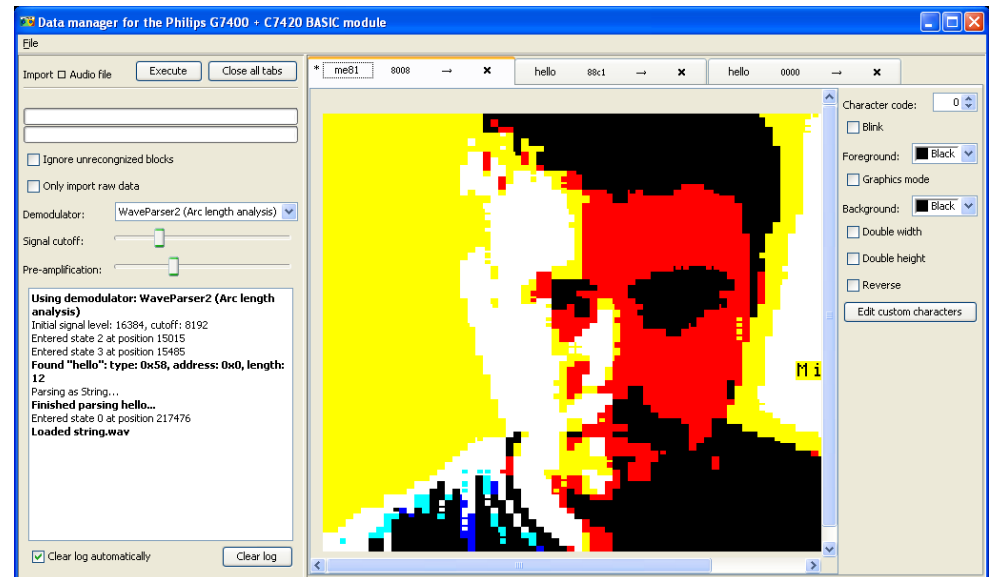 Data manager for the Philips G7400 + C7420 BASIC module
File
Import □ Audio file Execute Close all tabs
* me81 8008 → ×
hello 88c1 → ×
hello 0000 → ×
Ignore unrecongnized blocks
Only import raw data
Demodulator: WaveParser2 (Arc length analysis)
Signal cutoff:
Pre-amplification:
Using demodulator: WaveParser2 (Arc length
analysis)
Initial signal level: 16384, cutoff: 8192
Entered state 2 at position 15015
Entered state 3 at position 15485
Found "hello": type: 0x58, address: 0x0, length:
12
Parsing as String...
Finished parsing hello...
Entered state 0 at position 217476
Loaded string.wav
Clear log automatically Clear log
Mi
Character code: 0
Blink
Foreground: Black
Graphics mode
Background: Black
Double width
Double height
Reverse
Edit custom characters